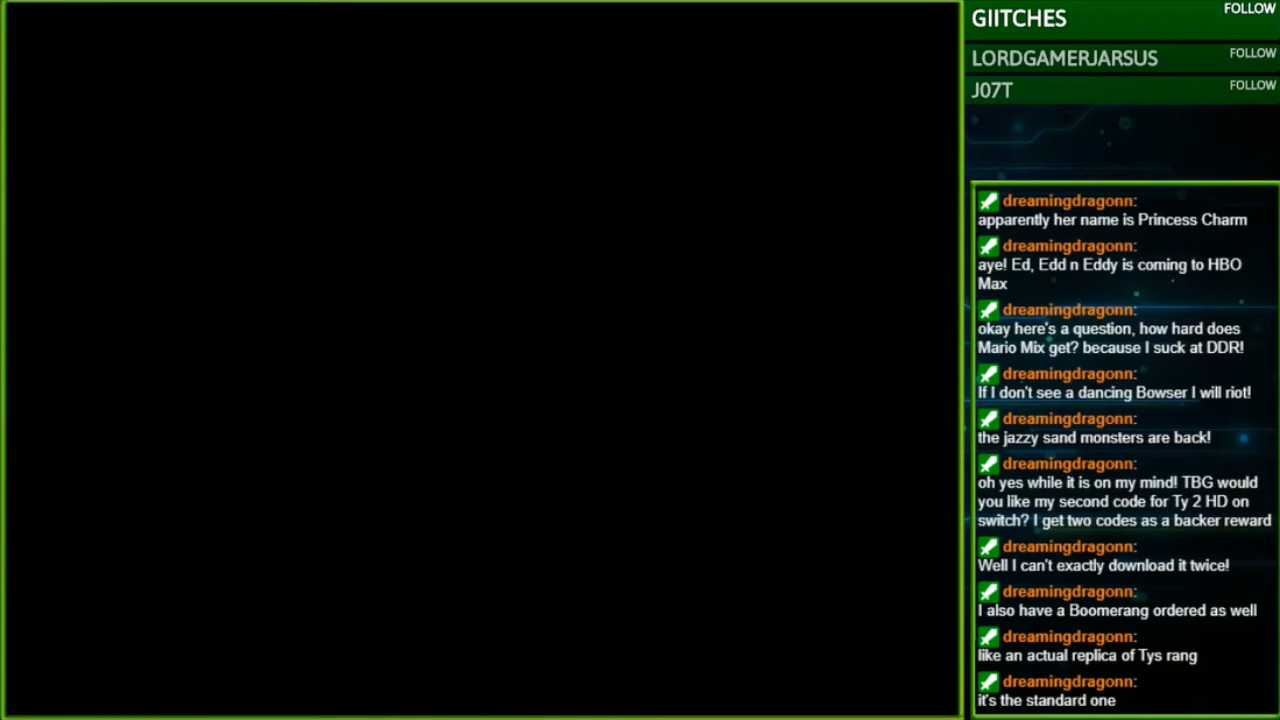 GIITCHES FOLLOW
LORDGAMERJARSUS FOLLOW
J07T FOLLOW
dreamingdragonn:
apparently her name is Princess Charm
dreamingdragonn:
aye! Ed, Edd n Eddy is coming to HBO
Max
dreamingdragonn:
okay here's a question, how hard does
Mario Mix get? because I suck at DDR!
dreamingdragonn:
If I don't see a dancing Bowser I will riot!
dreamingdragonn:
the jazzy sand monsters are back!
dreamingdragonn:
oh yes while it is on my mind! TBG would
you like my second code for Ty 2 HD on
switch? I get two codes as a backer reward
dreamingdragonn:
Well I can't exactly download it twice!
dreamingdragonn:
I also have a Boomerang ordered as well
dreamingdragonn:
like an actual replica of Tys rang
dreamingdragonn:
it's the standard one